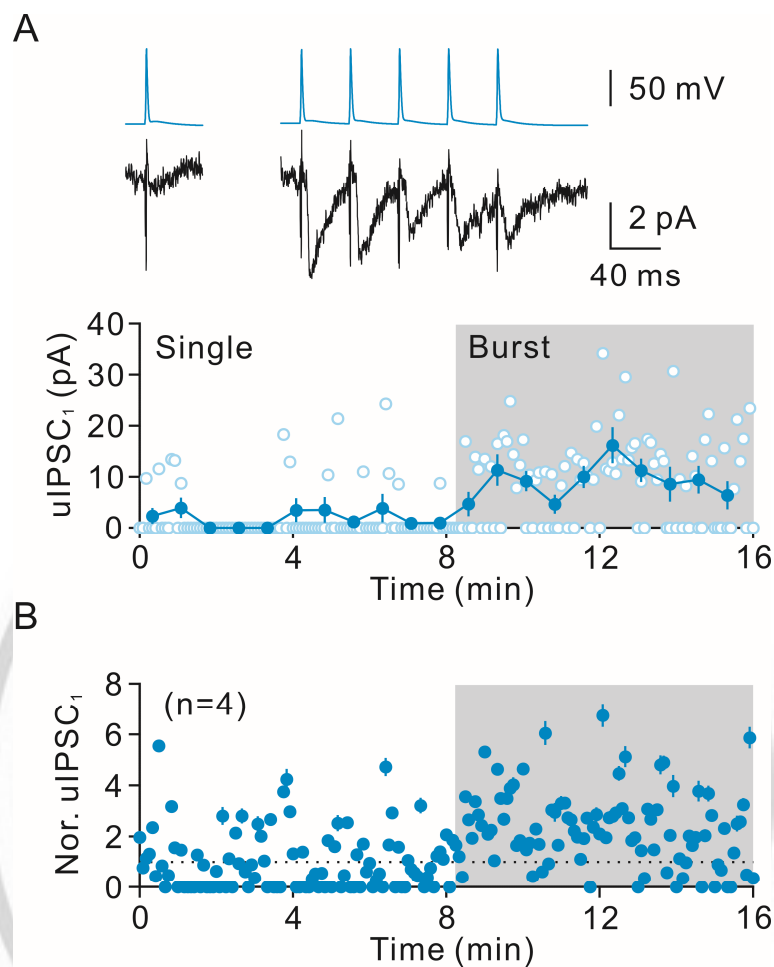 A
50 mV
2 pA
40 ms
uIPSC₁ (pA)
40
30
20
10
0
Single
Burst
0 4 8 12 16
Time (min)
B
Nor. uIPSC₁
8
6
4
2
0
(n=4)
0 4 8 12 16
Time (min)